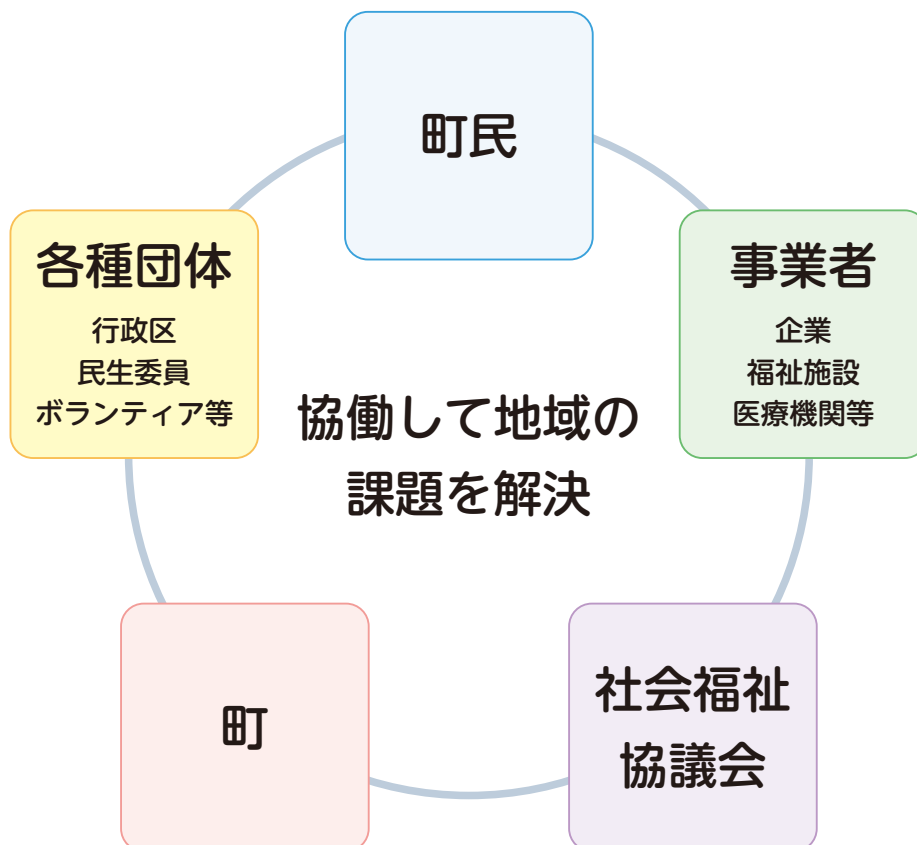 町民
各種団体
行政区
民生委員
ボランティア等
事業者
企業
福祉施設
医療機関等
協働して地域の
課題を解決
町
社会福祉
協議会